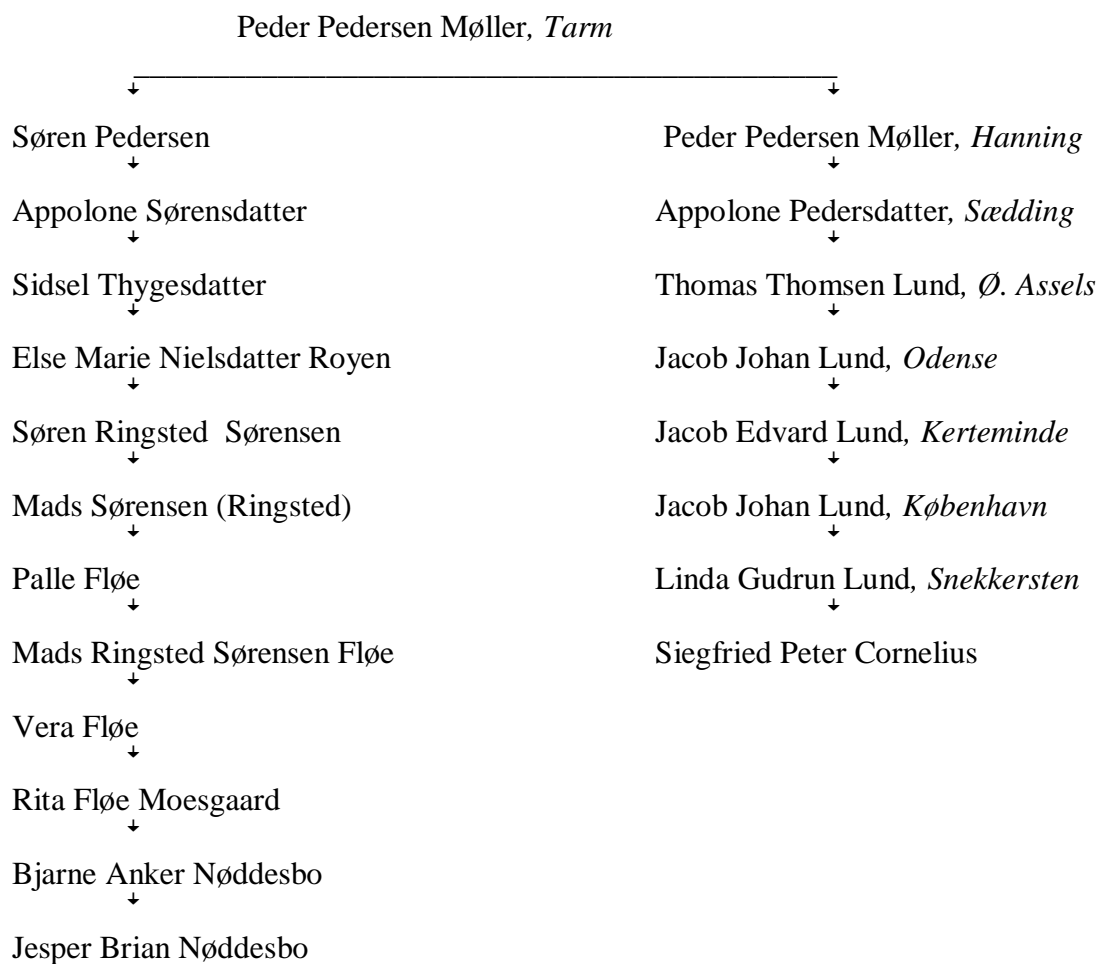 Peder Pedersen Møller, Tarm
Søren Pedersen Peder Pedersen Møller, Hanning
Appolone Sørensdatter Appolone Pedersdatter, Sædding
Sidsel Thygesdatter Thomas Thomsen Lund, Ø. Assels
Else Marie Nielsdatter Royen Jacob Johan Lund, Odense
Søren Ringsted Sørensen Jacob Edvard Lund, Kerteminde
Mads Sørensen (Ringsted) Jacob Johan Lund, København
Palle Fløe Linda Gudrun Lund, Snekkersten
Mads Ringsted Sørensen Fløe Siegfried Peter Cornelius
Vera Fløe
Rita Fløe Moesgaard
Bjarne Anker Nøddesbo
Jesper Brian Nøddesbo